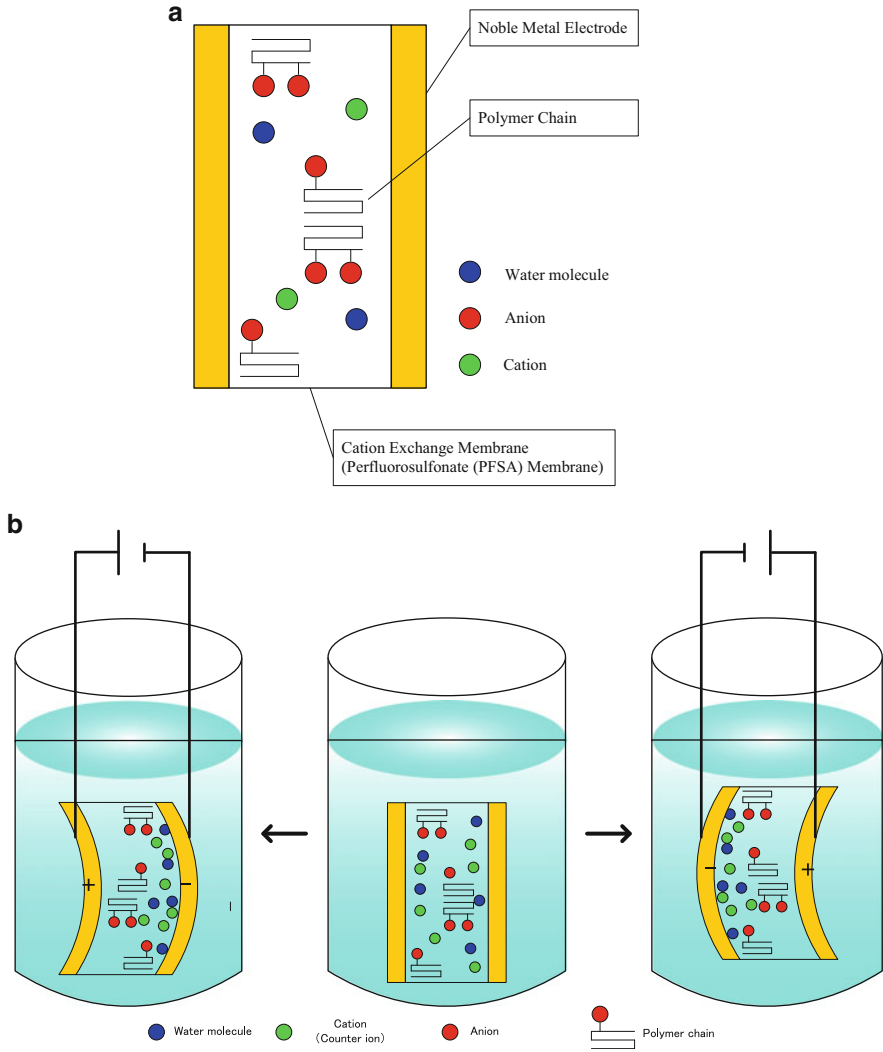 a
Noble Metal Electrode
Polymer Chain
Water molecule
Anion
Cation
Cation Exchange Membrane
(Perfluorosulfonate (PFSA) Membrane)
b
+
−
−
+
Water molecule
Cation
(Counter ion)
Anion
Polymer chain